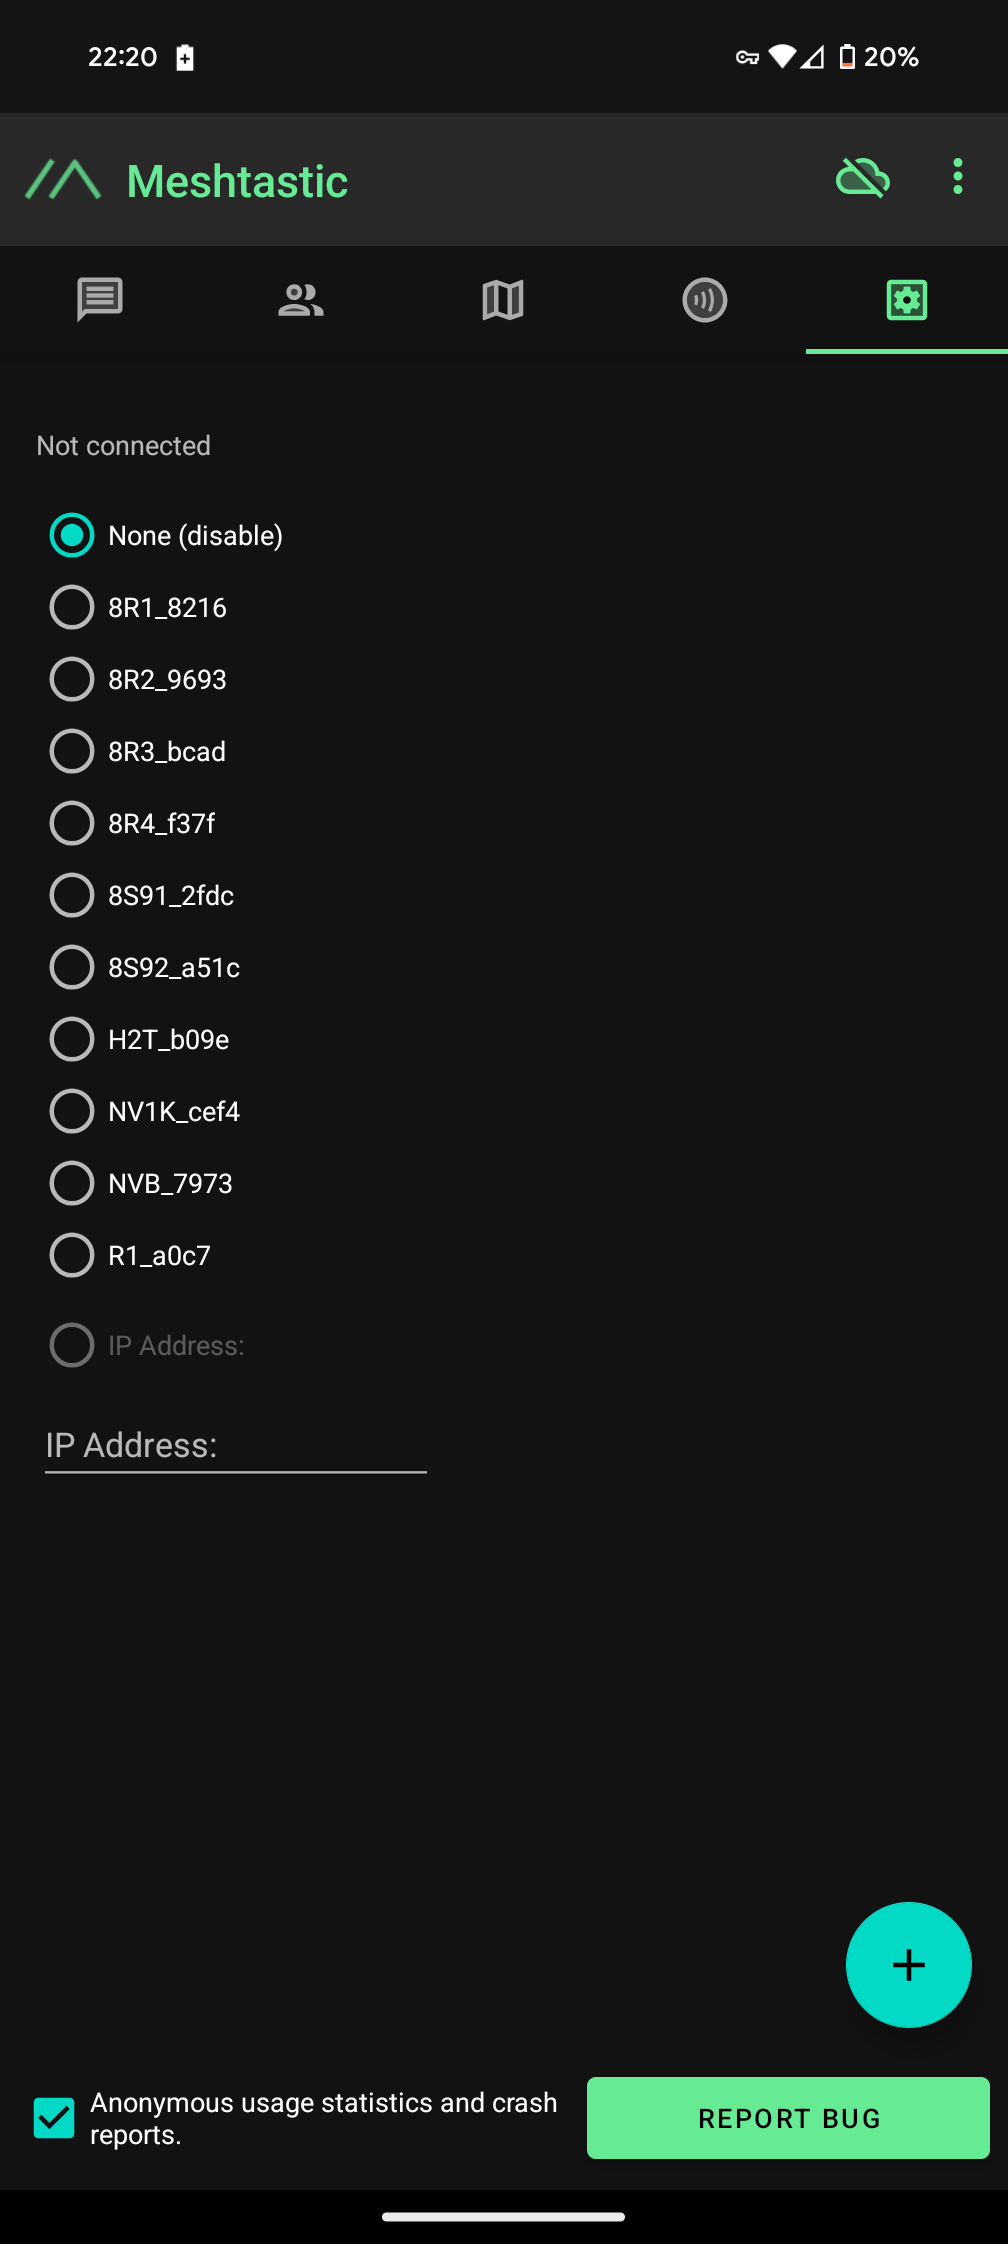 22:20
20%
Meshtastic
Not connected
None (disable)
8R1_8216
8R2_9693
8R3_bcad
8R4_f37f
8S91_2fdc
8S92_a51c
H2T_b09e
NV1K_cef4
NVB_7973
R1_a0c7
IP Address:
IP Address:
Anonymous usage statistics and crash
reports.
REPORT BUG